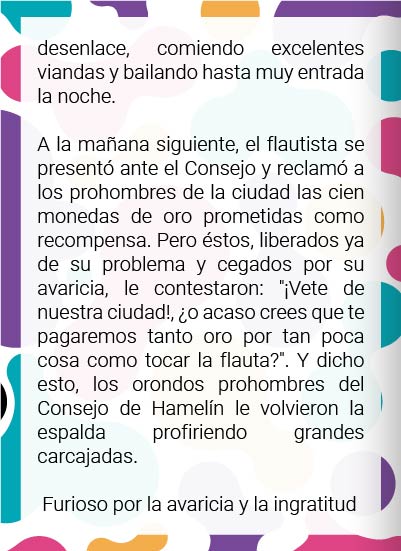 desenlace, comiendo excelentes
viandas y bailando hasta muy entrada
la noche.
A la mañana siguiente, el flautista se
presentó ante el Consejo y reclamó a
los prohombres de la ciudad las cien
monedas de oro prometidas como
recompensa. Pero éstos, liberados ya
de su problema y cegados por su
avaricia, le contestaron: "¡Vete de
nuestra ciudad!, ¿o acaso crees que te
pagaremos tanto oro por tan poca
cosa como tocar la flauta?". Y dicho
esto, los orondos prohombres del
Consejo de Hamelín le volvieron la
espalda profiriendo grandes
carcajadas.
Furioso por la avaricia y la ingratitud